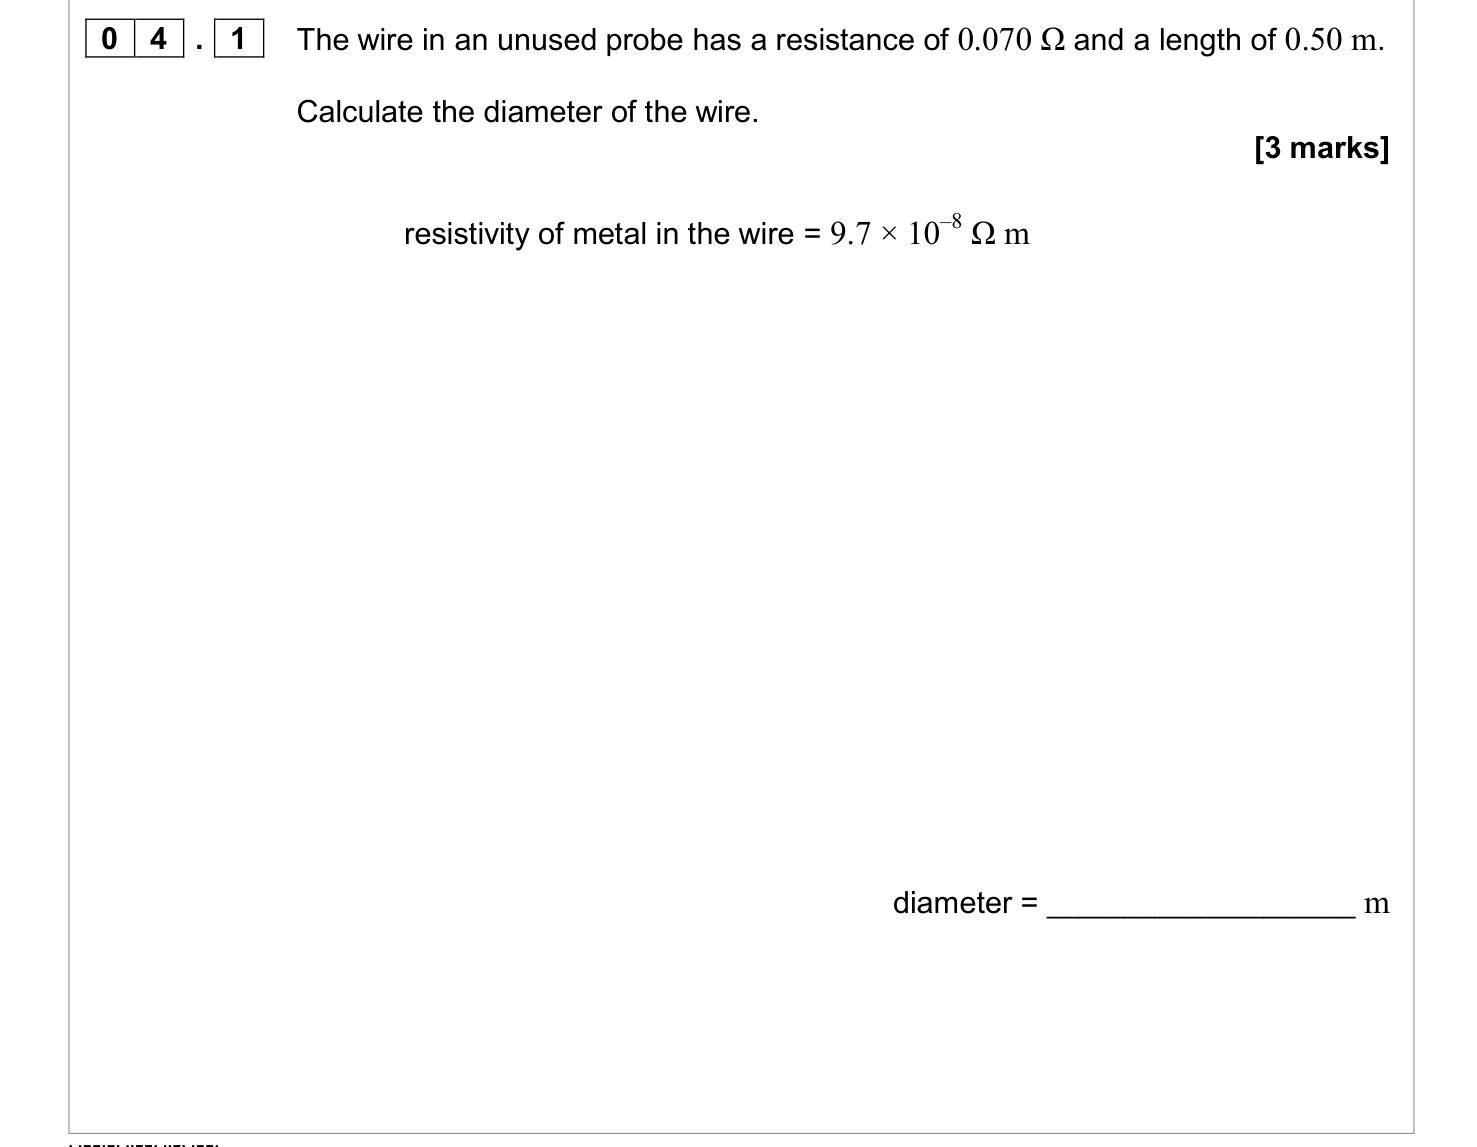 0 4 . 1 The wire in an unused probe has a resistance of 0.070 Ω and a length of 0.50 m.
Calculate the diameter of the wire.
[3 marks]
resistivity of metal in the wire = 9.7 × 10⁻⁸ Ω m
diameter = ____________________ m